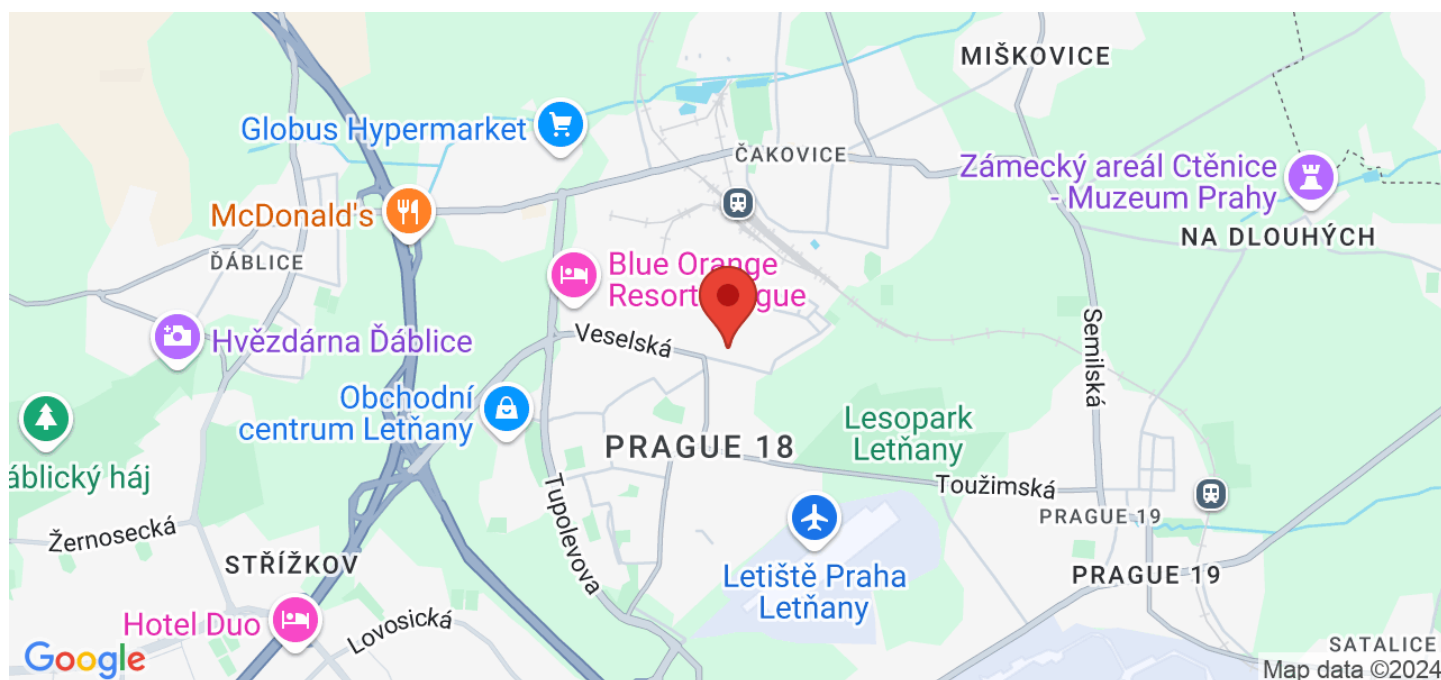 MIŠKOVICE
Globus Hypermarket
ČAKOVICE
Zámecký areál Ctěnice
- Muzeum Prahy
McDonald's
NA DLOUHÝCH
ĎÁBLICE
Blue Orange
Resort
gue
Veselská
Hvězdárna Ďáblice
Semilská
Obchodní
centrum Letňany
Lesopark
Letňany
PRAGUE 18
áblický háj
Toužimská
Tupolevova
PRAGUE 19
Žernosecká
STŘÍŽKOV
Letiště Praha
Letňany
PRAGUE 19
Hotel Duo
Lovosická
SATALICE
Google
Map data ©2024